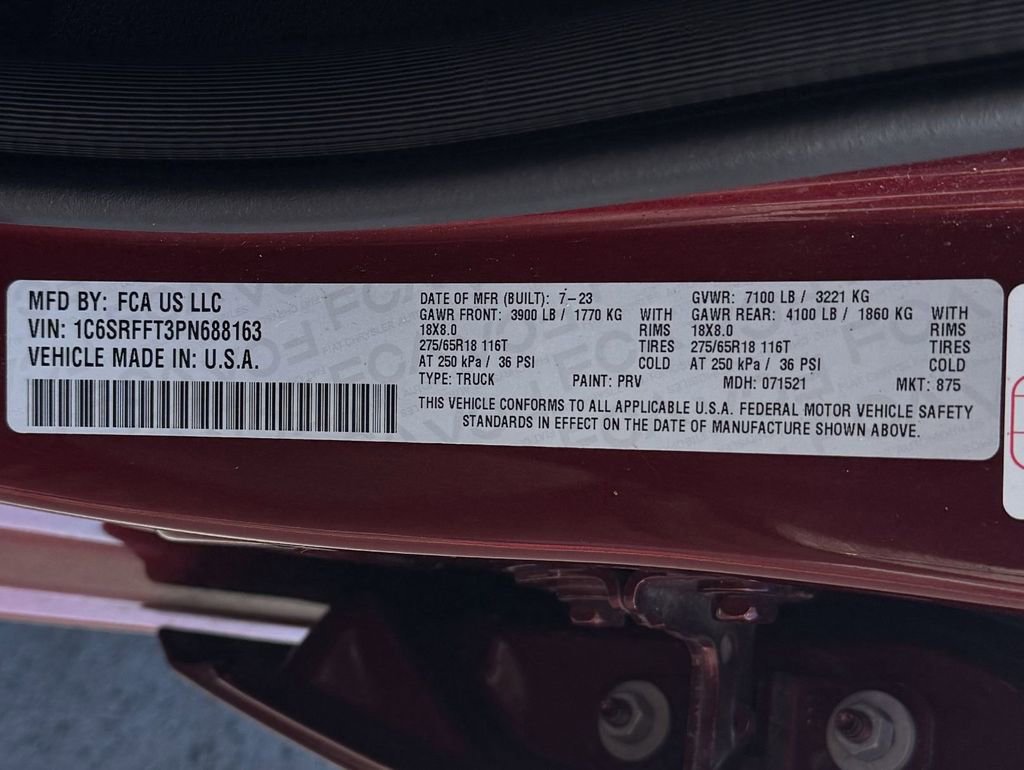 MFD BY: FCA US LLC
VIN: 1C6SRFFT3PN688163
VEHICLE MADE IN: U.S.A.
DATE OF MFR (BUILT): 7-23
GAWR FRONT: 3900 LB / 1770 KG WITH
18X8.0 RIMS
275/65R18 116T TIRES
AT 250 kPa / 36 PSI COLD
TYPE: TRUCK PAINT: PRV
GVWR: 7100 LB / 3221 KG
GAWR REAR: 4100 LB / 1860 KG WITH
18X8.0 RIMS
275/65R18 116T TIRES
AT 250 kPa / 36 PSI COLD
MDH: 071521 MKT: 875
THIS VEHICLE CONFORMS TO ALL APPLICABLE U.S.A. FEDERAL MOTOR VEHICLE SAFETY
STANDARDS IN EFFECT ON THE DATE OF MANUFACTURE SHOWN ABOVE.